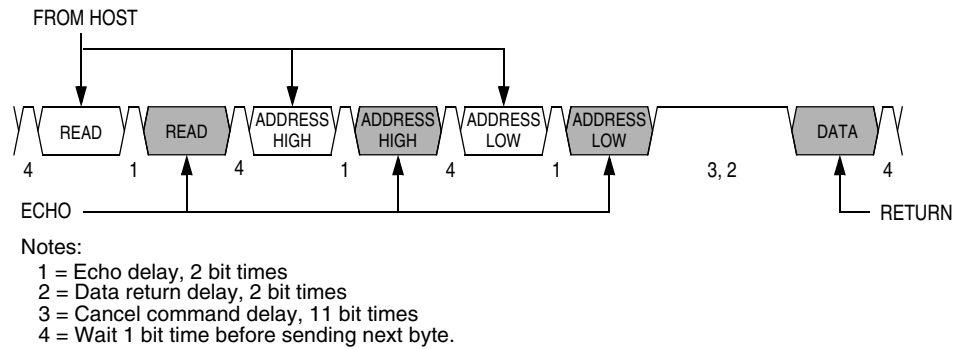 FROM HOST
READ READ ADDRESS HIGH ADDRESS HIGH ADDRESS LOW ADDRESS LOW DATA
4 1 4 1 4 1 3, 2 4
ECHO
RETURN
Notes:
1 = Echo delay, 2 bit times
2 = Data return delay, 2 bit times
3 = Cancel command delay, 11 bit times
4 = Wait 1 bit time before sending next byte.